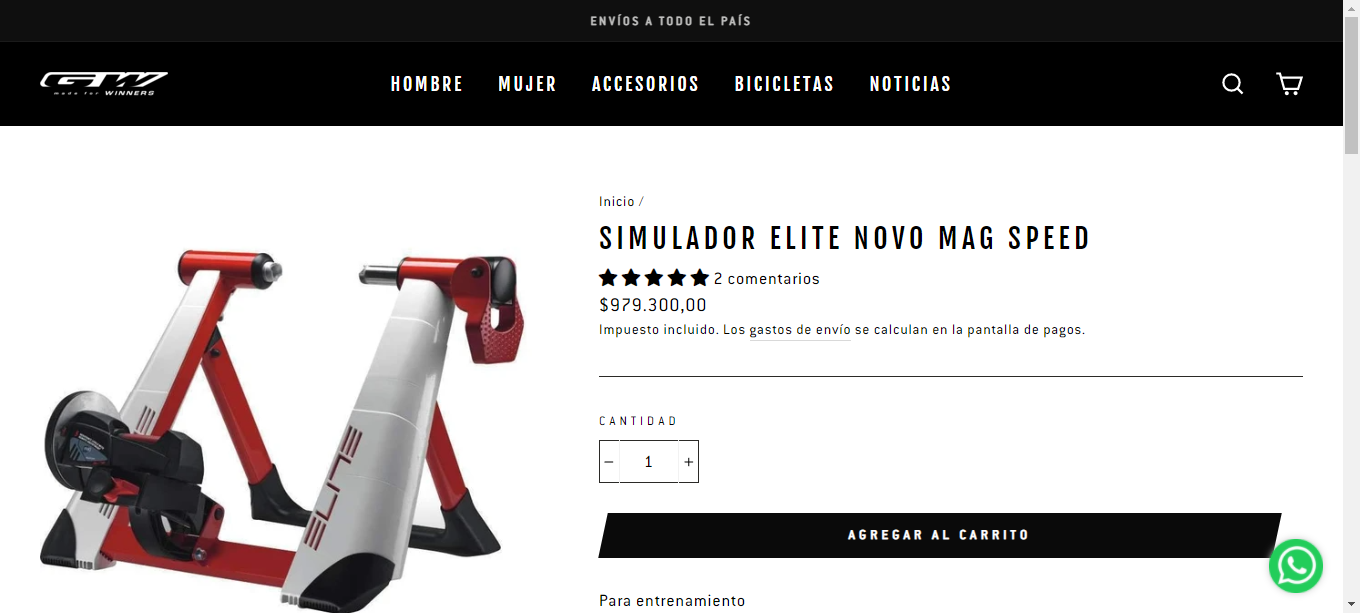 ENVÍOS A TODO EL PAÍS
GW
made for WINNERS
HOMBRE
MUJER
ACCESORIOS
BICICLETAS
NOTICIAS
Inicio /
SIMULADOR ELITE NOVO MAG SPEED
2 comentarios
$979.300,00
Impuesto incluido. Los gastos de envío se calculan en la pantalla de pagos.
CANTIDAD
− 1 +
AGREGAR AL CARRITO
Para entrenamiento
ELITE